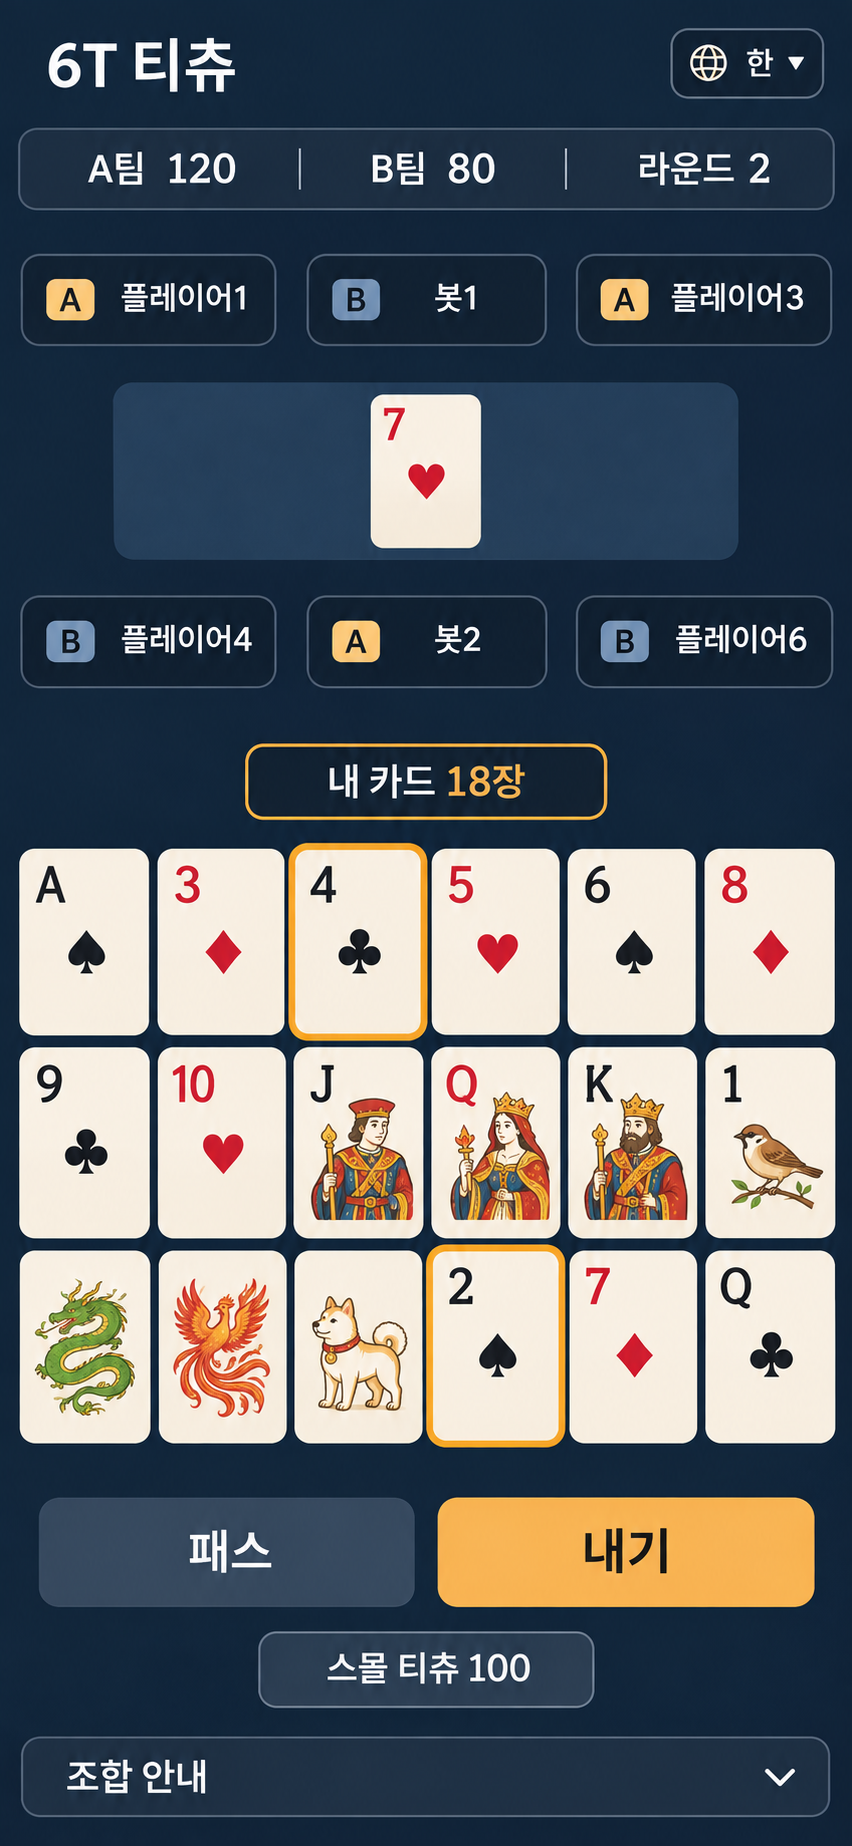 6T 티츄
한
A팀 120 B팀 80 라운드 2
A 플레이어1 B 봇1 A 플레이어3
7
B 플레이어4 A 봇2 B 플레이어6
내 카드 18장
A 3 4 5 6 8
9 10 J Q K 1
2 7 Q
패스 내기
스몰 티츄 100
조합 안내